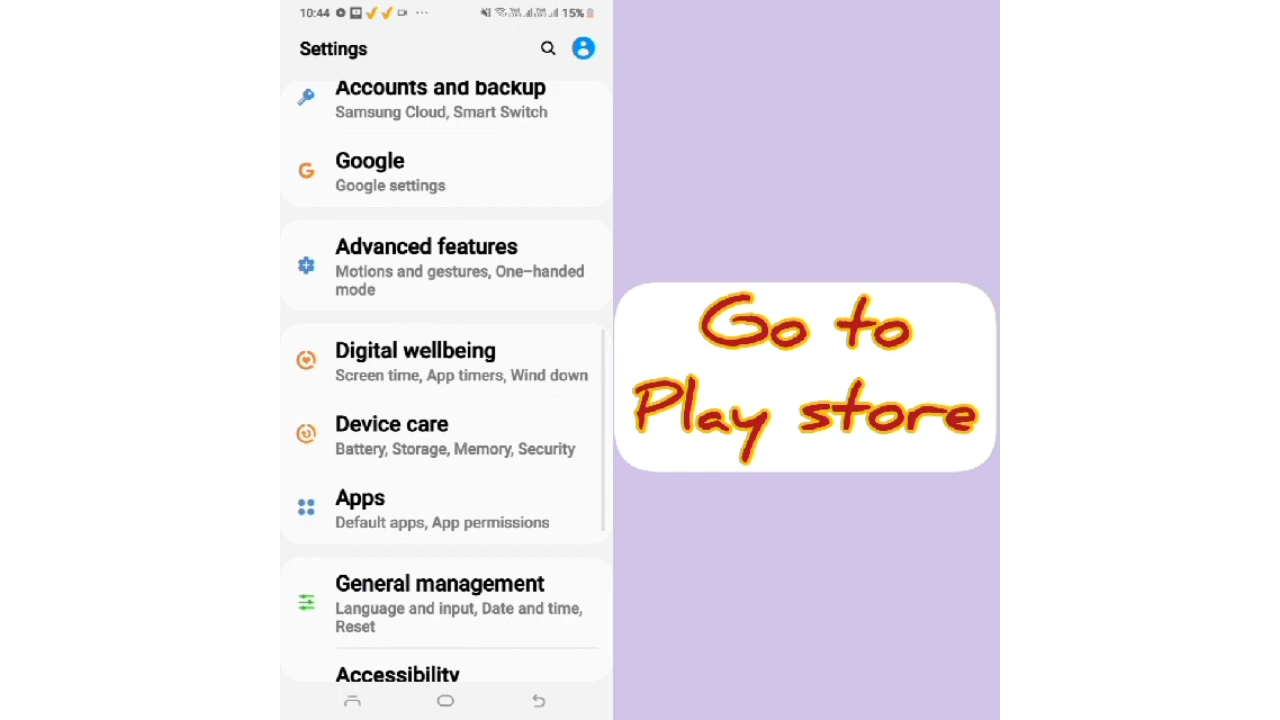 10:44
15%
Settings
Accounts and backup
Samsung Cloud, Smart Switch
Google
Google settings
Advanced features
Motions and gestures, One-handed
mode
Digital wellbeing
Screen time, App timers, Wind down
Device care
Battery, Storage, Memory, Security
Apps
Default apps, App permissions
General management
Language and input, Date and time,
Reset
Accessibility
Go to
Play store